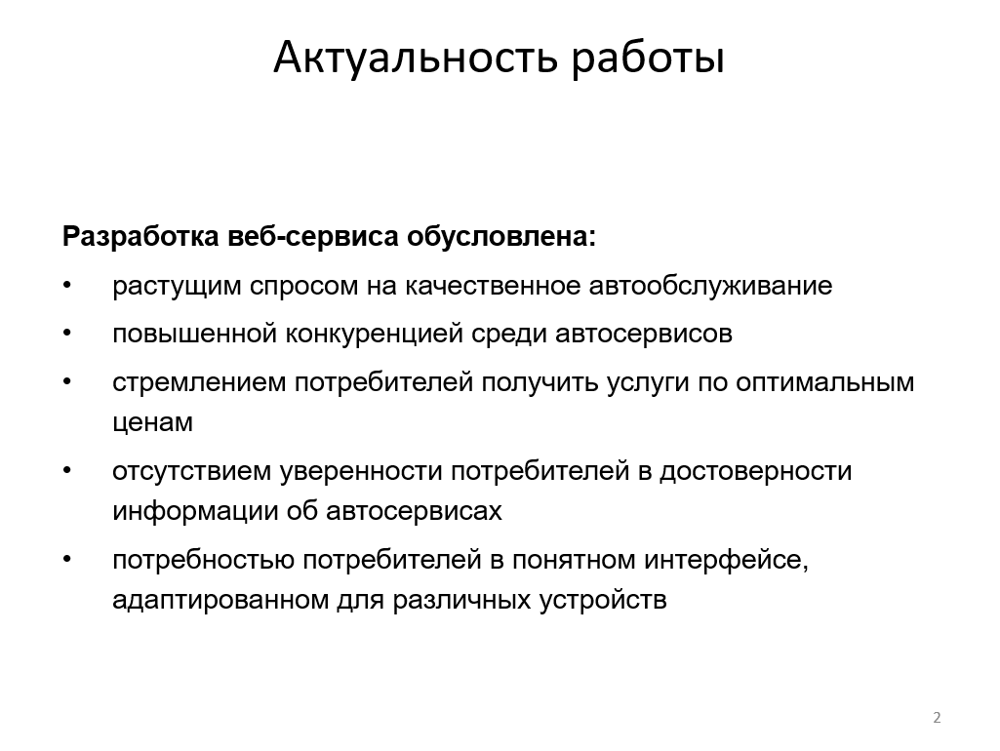 Актуальность работы
Разработка веб-сервиса обусловлена:
• растущим спросом на качественное автообслуживание
• повышенной конкуренцией среди автосервисов
• стремлением потребителей получить услуги по оптимальным
ценам
• отсутствием уверенности потребителей в достоверности
информации об автосервисах
• потребностью потребителей в понятном интерфейсе,
адаптированном для различных устройств
2